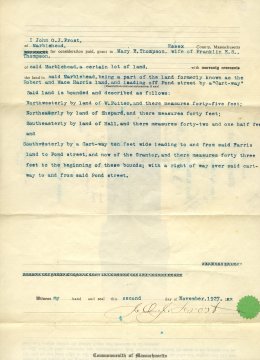 I John O.J.Frost,
of Marblehead, Essex County, Massachusetts
for consideration paid, grant to Mary E.Thompson, wife of Franklin E.S.,
Thompson,
of said Marblehead, a certain lot of land. with warranty covenants
the land in said Marblehead, being a part of the land formerly known as the
Robert and Mace Harris land, and leading off Pond street by a "Cart-way"
Said land is bounded and described as follows:
Northwesterly by land of W.Potter, and there measures forty-five feet;
Northeasterly by land of Shepard, and there measures forty feet;
Southeasterly by land of Hall, and there measures forty-two and one half feet
and
Southwesterly by a Cart-way ten feet wide leading to and from said Harris
land to Pond street, and now of the Grantor, and there measures forty three
feet to the beginning of these bounds; with a right of way over said cart-
way to and from said Pond street.
Witness my hand and seal this second day of November, 1927.
John O.J. Frost
Commonwealth of Massachusetts